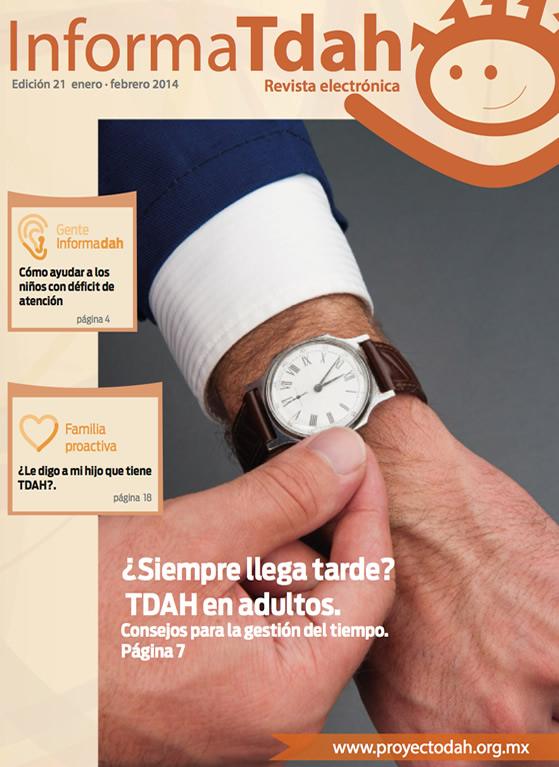 InformaTdah
Edición 21 enero · febrero 2014
Revista electrónica
Gente
Informadah
Cómo ayudar a los
niños con déficit de
atención
página 4
Familia
proactiva
¿Le digo a mi hijo que tiene
TDAH?.
página 18
¿Siempre llega tarde?
TDAH en adultos.
Consejos para la gestión del tiempo.
Página 7
www.proyectodah.org.mx